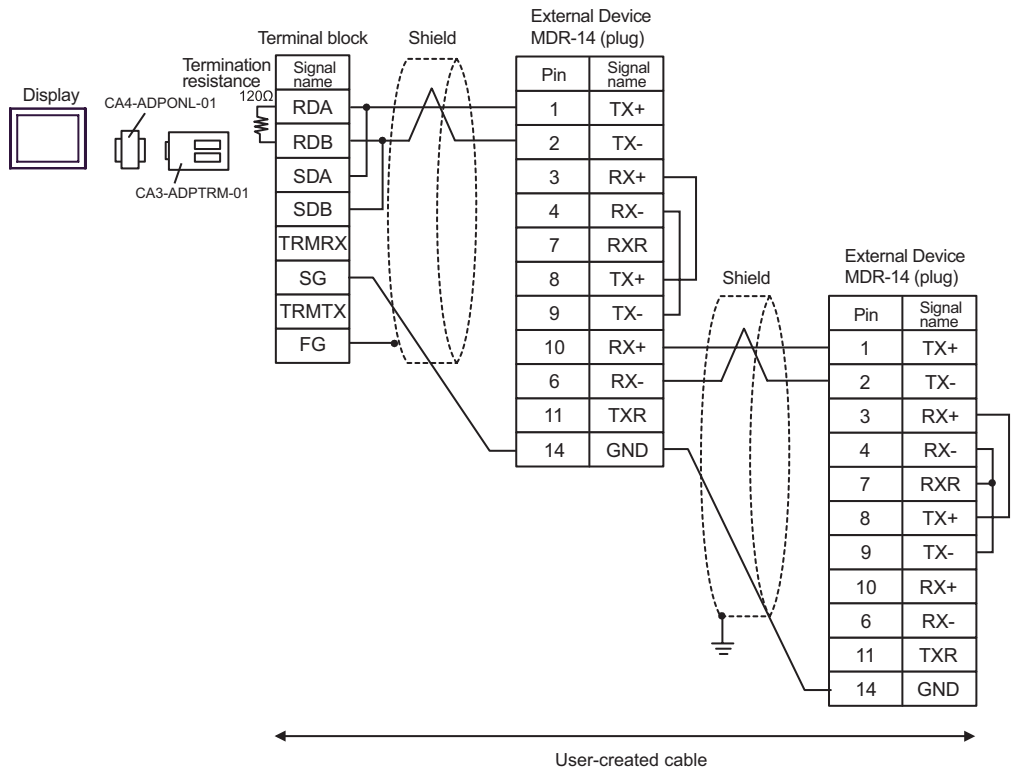 External Device
MDR-14 (plug)
Terminal block
Shield
Termination
resistance
120Ω
Display
CA4-ADPONL-01
CA3-ADPTRM-01
Signal
name
RDA
RDB
SDA
SDB
TRMRX
SG
TRMTX
FG
Pin Signal name
1 TX+
2 TX-
3 RX+
4 RX-
7 RXR
8 TX+
9 TX-
10 RX+
6 RX-
11 TXR
14 GND
Shield
External Device
MDR-14 (plug)
Pin Signal name
1 TX+
2 TX-
3 RX+
4 RX-
7 RXR
8 TX+
9 TX-
10 RX+
6 RX-
11 TXR
14 GND
User-created cable